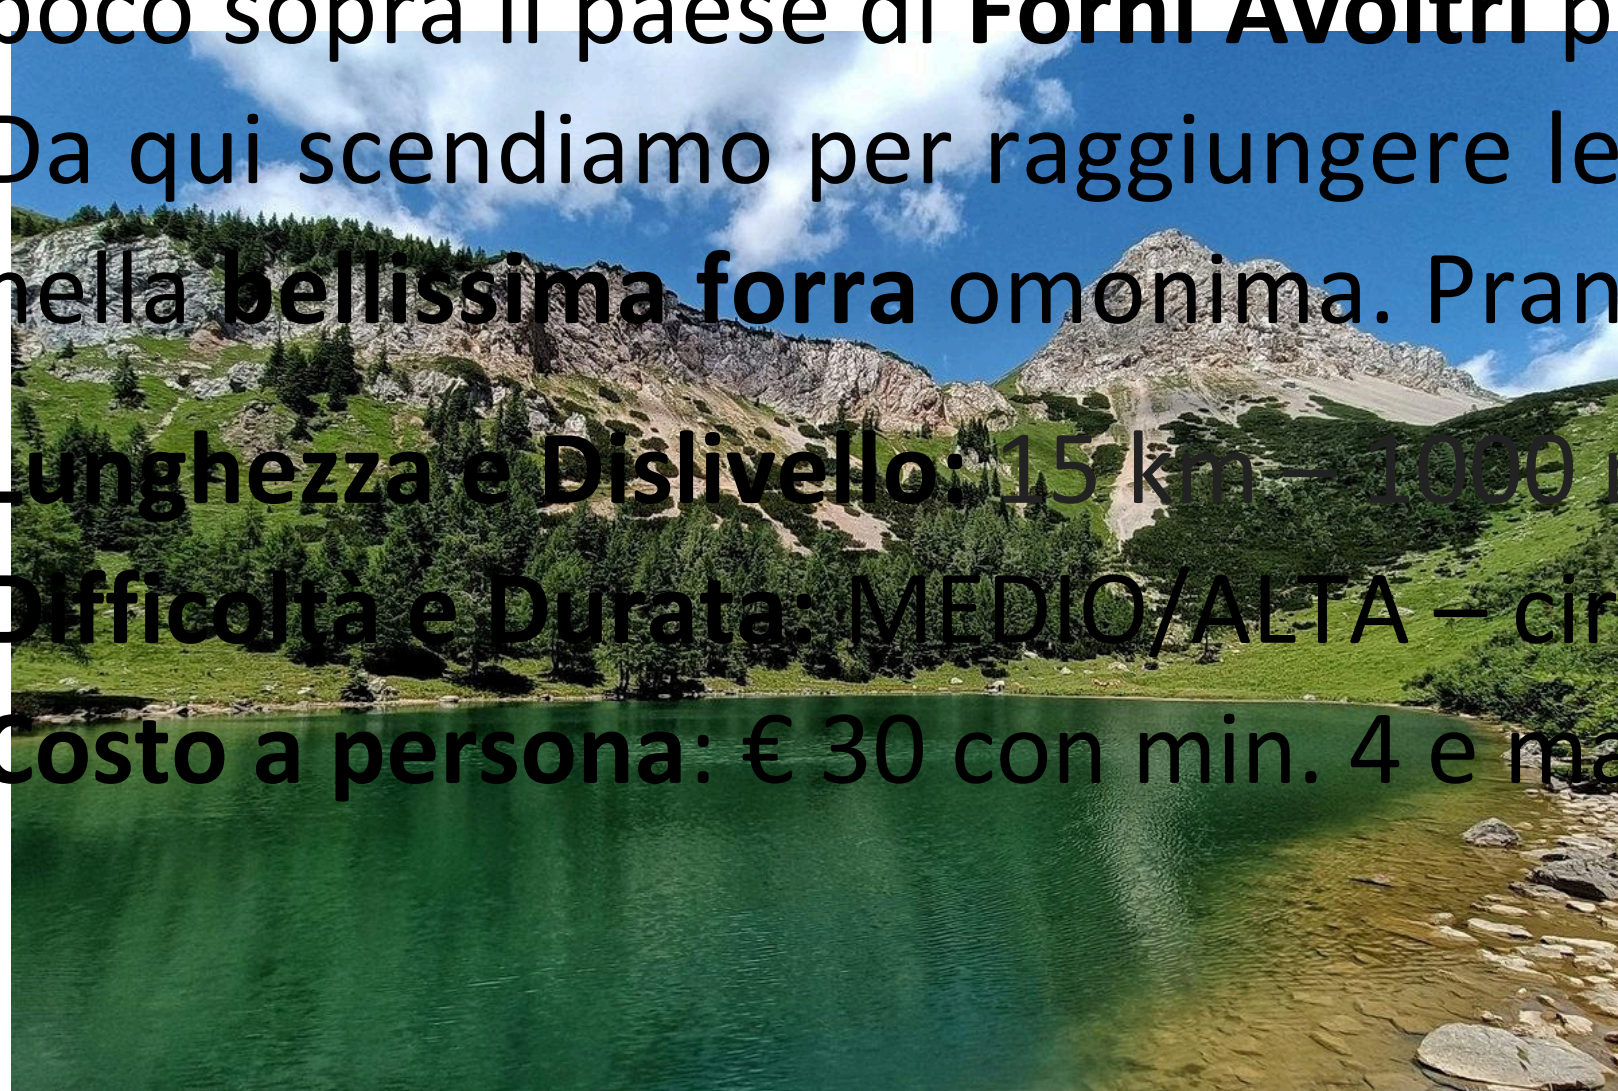 poco sopra il paese di Forni Avoltri p
Da qui scendiamo per raggiungere le
nella bellissima forra omonima. Pran
Lunghezza e Dislivello: 15 km – 1000
Difficoltà e Durata: MEDIO/ALTA – cir
Costo a persona: € 30 con min. 4 e ma